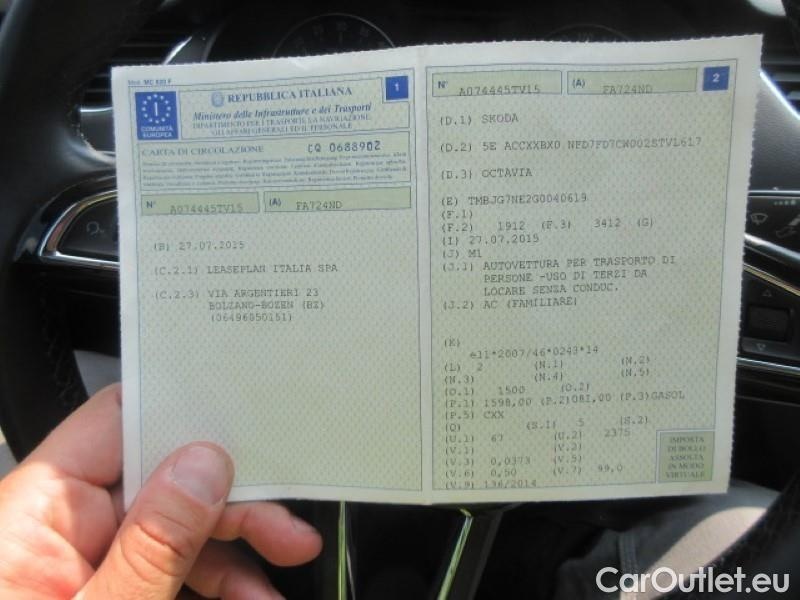 Mod. MC 820 F
REPUBBLICA ITALIANA
1
Ministero delle Infrastrutture e dei Trasporti
DIPARTIMENTO PER I TRASPORTI, LA NAVIGAZIONE,
GLI AFFARI GENERALI ED IL PERSONALE
I
COMUNITÀ
EUROPEA
CARTA DI CIRCOLAZIONE CQ 0688902
N° A074445TV15 (A) FA724ND
(B) 27.07.2015
(C.2.1) LEASEPLAN ITALIA SPA
(C.2.3) VIA ARGENTIERI 23
BOLZANO-BOZEN (BZ)
(06496050151)
2
N° A074445TV15 (A) FA724ND
(D.1) SKODA
(D.2) 5E ACCXXBX0 NFD7FD7CW002STVL617
(D.3) OCTAVIA
(E) TMBJG7NE2G0040619
(F.1)
(F.2) 1912 (F.3) 3412 (G)
(I) 27.07.2015
(J) M1
(J.1) AUTOVETTURA PER TRASPORTO DI
PERSONE -USO DI TERZI DA
LOCARE SENZA CONDUC.
(J.2) AC (FAMILIARE)
(K)
e11*2007/46*0243*14
(L) 2 (N.1) (N.2)
(N.3) (N.4) (N.5)
(O.1) 1500 (O.2)
(P.1) 1598,00 (P.2)081,00 (P.3)GASOL
(P.5) CXX
(Q) (S.1) 5 (S.2)
(U.1) 67 (U.2) 2375
(V.1) (V.2)
(V.3) 0,0373 (V.5)
(V.6) 0,50 (V.7) 99,0
(V.9) 136/2014
IMPOSTA
DI BOLLO
ASSOLTA
IN MODO
VIRTUALE
CarOutlet.eu